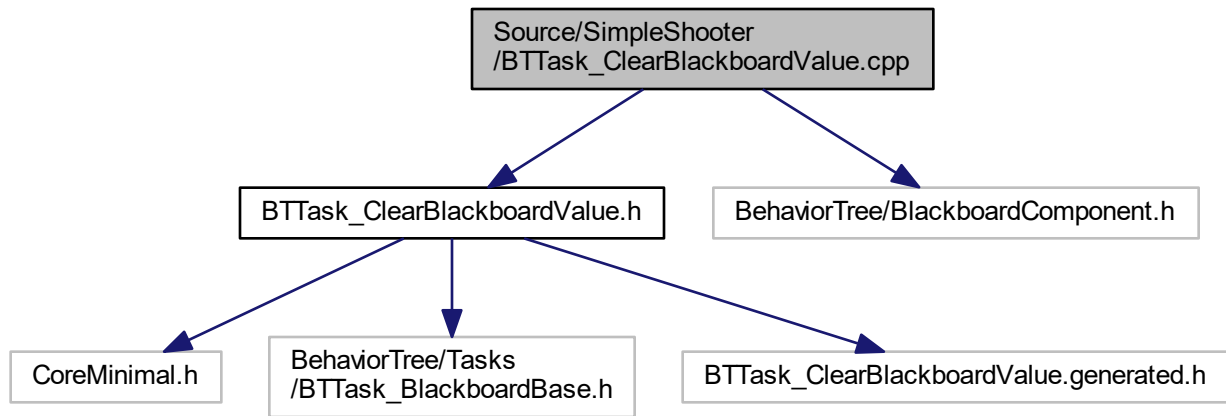 Source/SimpleShooter
/BTTask_ClearBlackboardValue.cpp
BTTask_ClearBlackboardValue.h
BehaviorTree/BlackboardComponent.h
CoreMinimal.h
BehaviorTree/Tasks
/BTTask_BlackboardBase.h
BTTask_ClearBlackboardValue.generated.h